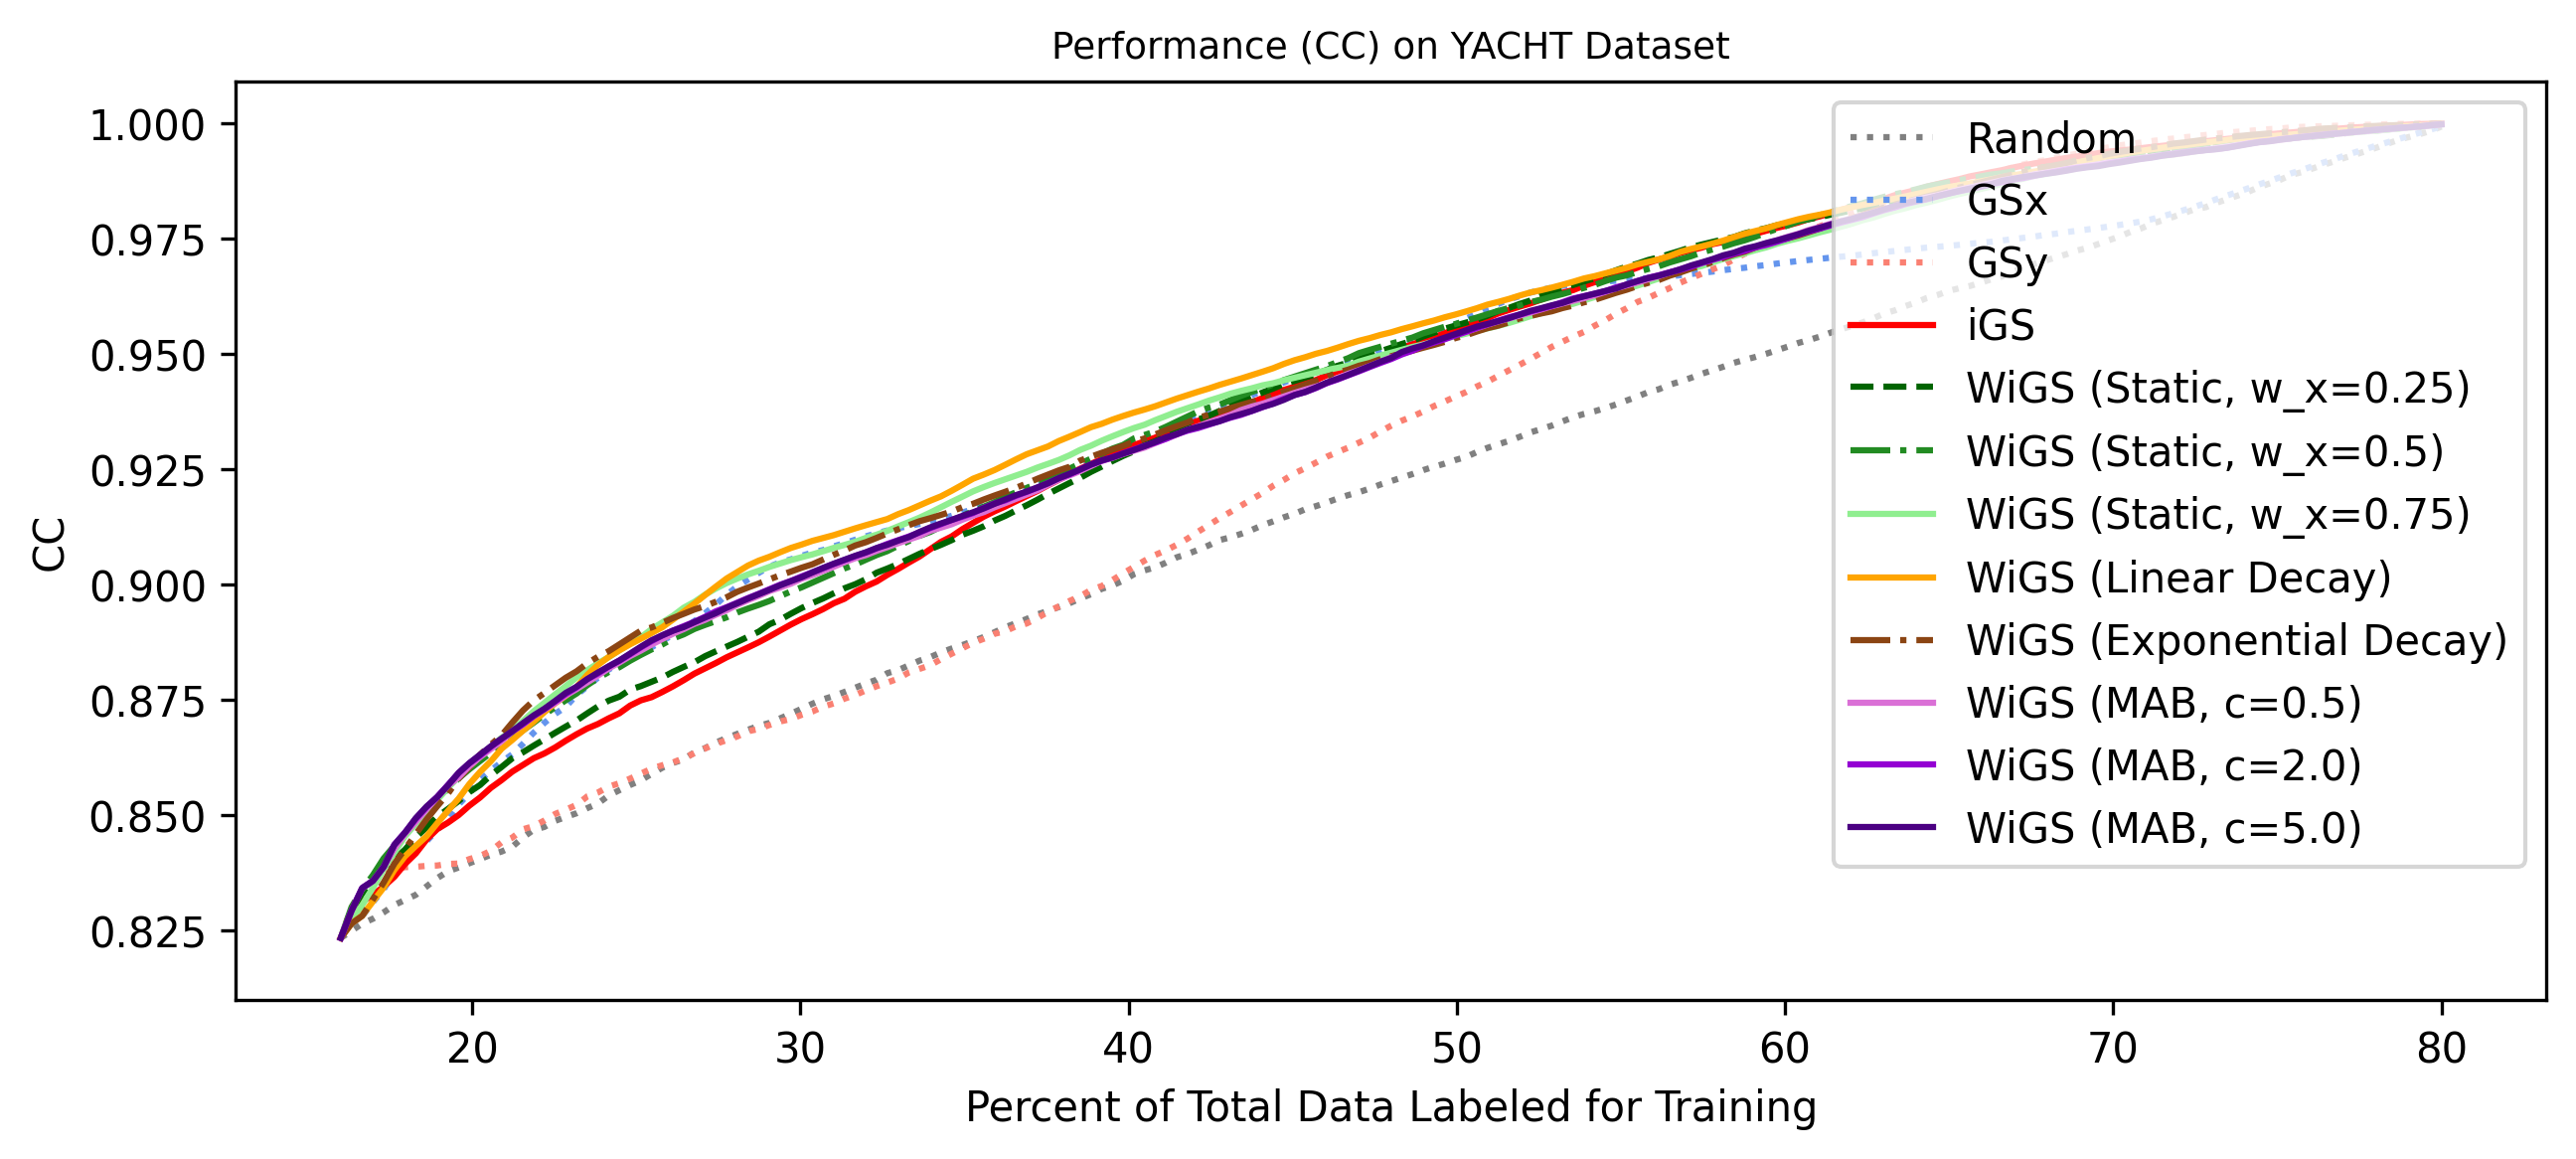 Performance (CC) on YACHT Dataset
1.000
0.975
0.950
0.925
0.900
0.875
0.850
0.825
CC
20 30 40 50 60 70 80
Percent of Total Data Labeled for Training
Random
GSx
GSy
iGS
WiGS (Static, w_x=0.25)
WiGS (Static, w_x=0.5)
WiGS (Static, w_x=0.75)
WiGS (Linear Decay)
WiGS (Exponential Decay)
WiGS (MAB, c=0.5)
WiGS (MAB, c=2.0)
WiGS (MAB, c=5.0)